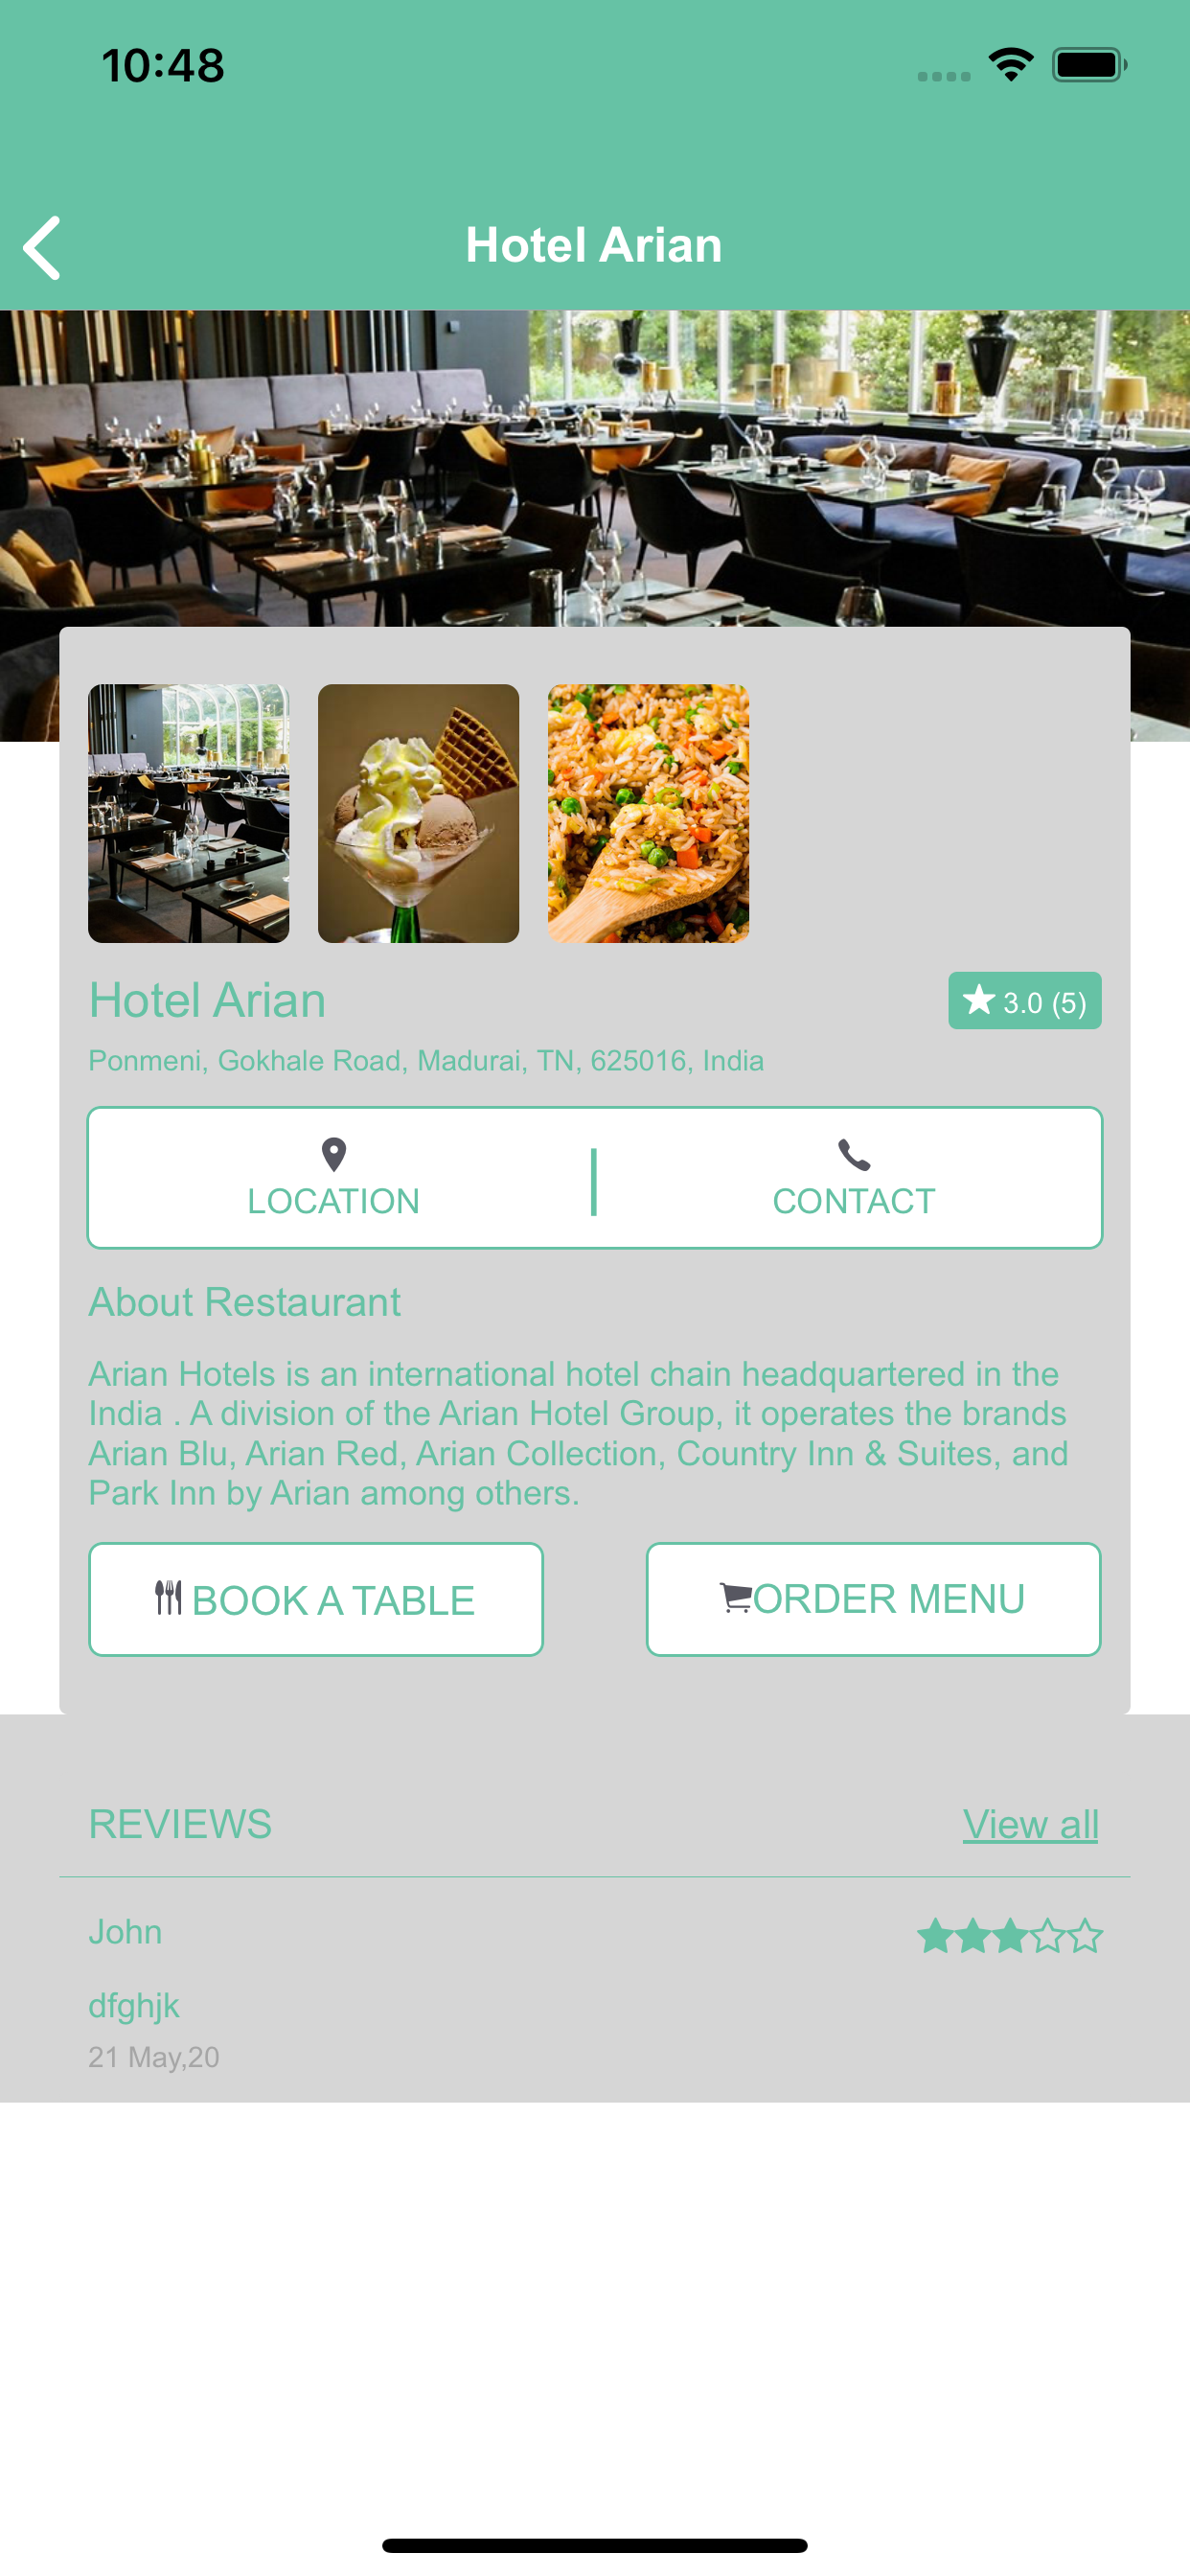 10:48
Hotel Arian
Hotel Arian
3.0 (5)
Ponmeni, Gokhale Road, Madurai, TN, 625016, India
LOCATION
CONTACT
About Restaurant
Arian Hotels is an international hotel chain headquartered in the
India . A division of the Arian Hotel Group, it operates the brands
Arian Blu, Arian Red, Arian Collection, Country Inn & Suites, and
Park Inn by Arian among others.
BOOK A TABLE
ORDER MENU
REVIEWS
View all
John
dfghjk
21 May,20